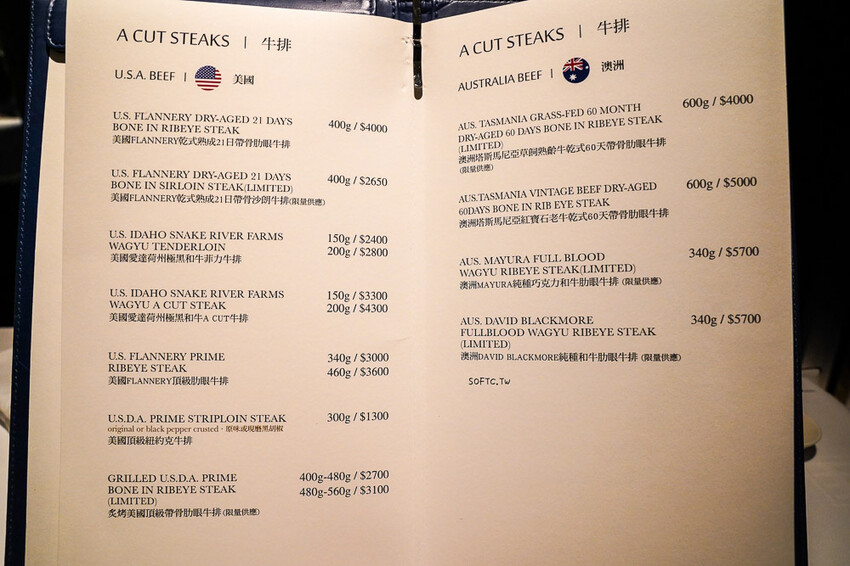 A CUT STEAKS | 牛排
U.S.A. BEEF | 美國
U.S. FLANNERY DRY-AGED 21 DAYS
BONE IN RIBEYE STEAK
400g / $4000
美國FLANNERY乾式熟成21日帶骨肋眼牛排
U.S. FLANNERY DRY-AGED 21 DAYS
BONE IN SIRLOIN STEAK(LIMITED)
400g / $2650
美國FLANNERY乾式熟成21日帶骨沙朗牛排(限量供應)
U.S. IDAHO SNAKE RIVER FARMS
WAGYU TENDERLOIN
150g / $2400
200g / $2800
美國愛達荷州極黑和牛菲力牛排
U.S. IDAHO SNAKE RIVER FARMS
WAGYU A CUT STEAK
150g / $3300
200g / $4300
美國愛達荷州極黑和牛A CUT牛排
U.S. FLANNERY PRIME
RIBEYE STEAK
340g / $3000
460g / $3600
美國FLANNERY頂級肋眼牛排
U.S.D.A. PRIME STRIPLOIN STEAK
300g / $1300
original or black pepper crusted・原味或現磨黑胡椒
美國頂級紐約克牛排
GRILLED U.S.D.A. PRIME
BONE IN RIBEYE STEAK
(LIMITED)
400g-480g / $2700
480g-560g / $3100
炙烤美國頂級帶骨肋眼牛排 (限量供應)
A CUT STEAKS | 牛排
AUSTRALIA BEEF | 澳洲
AUS. TASMANIA GRASS-FED 60 MONTH
DRY-AGED 60 DAYS BONE IN RIBEYE STEAK
(LIMITED)
600g / $4000
澳洲塔斯馬尼亞草飼熟齡牛乾式60天帶骨肋眼牛排
(限量供應)
AUS.TASMANIA VINTAGE BEEF DRY-AGED
60DAYS BONE IN RIB EYE STEAK
600g / $5000
澳洲塔斯馬尼亞紅寶石老牛乾式60天帶骨肋眼牛排
AUS. MAYURA FULL BLOOD
WAGYU RIBEYE STEAK(LIMITED)
340g / $5700
澳洲MAYURA純種巧克力和牛肋眼牛排 (限量供應)
AUS. DAVID BLACKMORE
FULLBLOOD WAGYU RIBEYE STEAK
(LIMITED)
340g / $5700
澳洲DAVID BLACKMORE純種和牛肋眼牛排 (限量供應)
SOFTC.TW